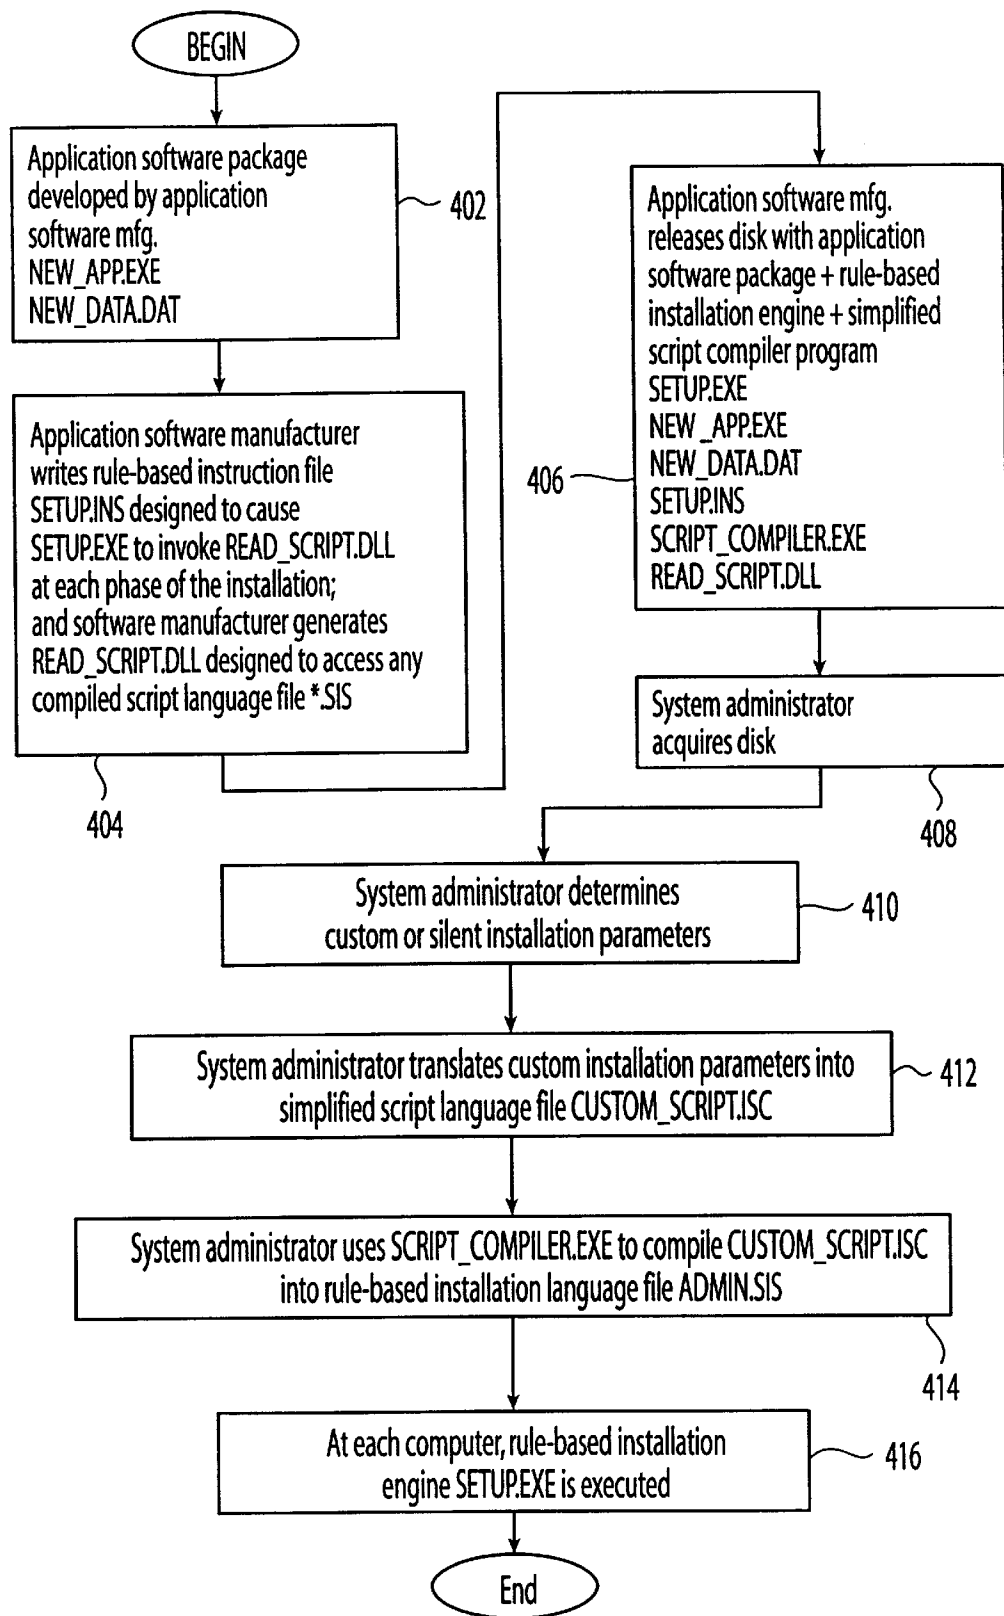 BEGIN
Application software package
developed by application
software mfg.
NEW_APP.EXE
NEW_DATA.DAT
402
Application software manufacturer
writes rule-based instruction file
SETUP.INS designed to cause
SETUP.EXE to invoke READ_SCRIPT.DLL
at each phase of the installation;
and software manufacturer generates
READ_SCRIPT.DLL designed to access any
compiled script language file *.SIS
404
Application software mfg.
releases disk with application
software package + rule-based
installation engine + simplified
script compiler program
SETUP.EXE
NEW _APP.EXE
NEW_DATA.DAT
SETUP.INS
SCRIPT_COMPILER.EXE
READ_SCRIPT.DLL
406
System administrator
acquires disk
408
System administrator determines
custom or silent installation parameters
410
System administrator translates custom installation parameters into
simplified script language file CUSTOM_SCRIPT.ISC
412
System administrator uses SCRIPT_COMPILER.EXE to compile CUSTOM_SCRIPT.ISC
into rule-based installation language file ADMIN.SIS
414
At each computer, rule-based installation
engine SETUP.EXE is executed
416
End